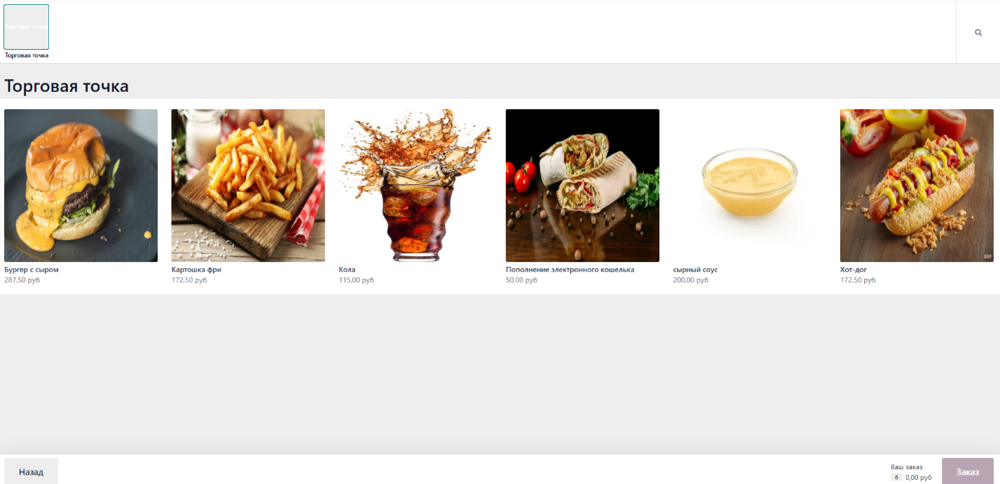 Торговая точка
Торговая точка
Торговая точка
Бургер с сыром
287,50 руб
Картошка фри
172,50 руб
Кола
115,00 руб
Пополнение электронного кошелька
50,00 руб
сырный соус
200,00 руб
Хот-дог
172,50 руб
Назад
Ваш заказ
0 0,00 руб
Заказ